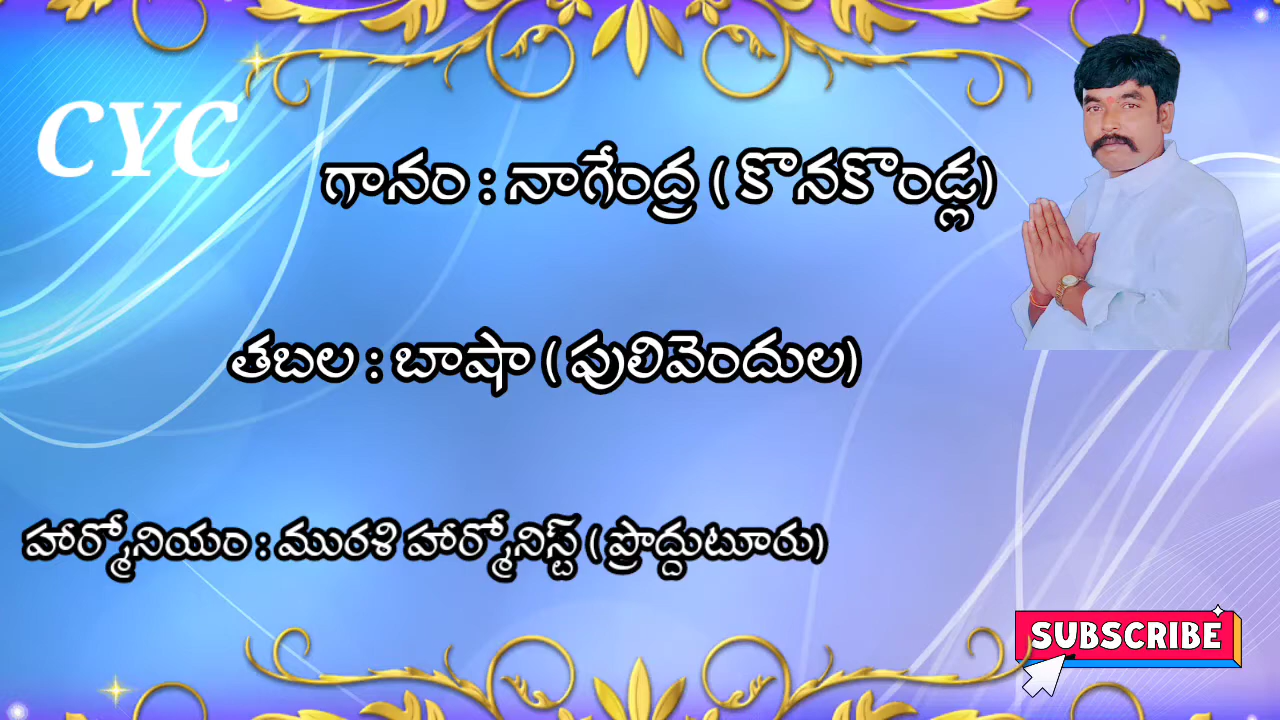 CYC
గానం : నాగేంద్ర ( కొనకొండ్ల)
తబల : బాషా ( పులివెందుల)
హార్మోనియం : మురళి హార్మోనిస్ట్ ( ప్రొద్దుటూరు)
SUBSCRIBE